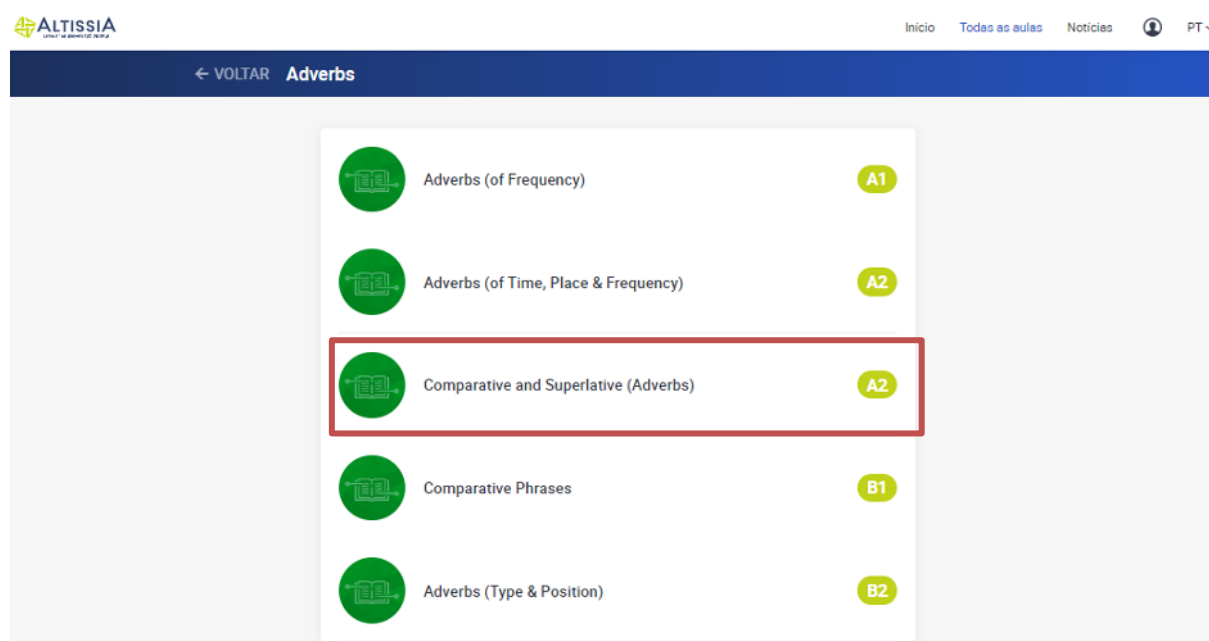 ALTISSIA
Início Todas as aulas Notícias PT
← VOLTAR Adverbs
Adverbs (of Frequency) A1
Adverbs (of Time, Place & Frequency) A2
Comparative and Superlative (Adverbs) A2
Comparative Phrases B1
Adverbs (Type & Position) B2